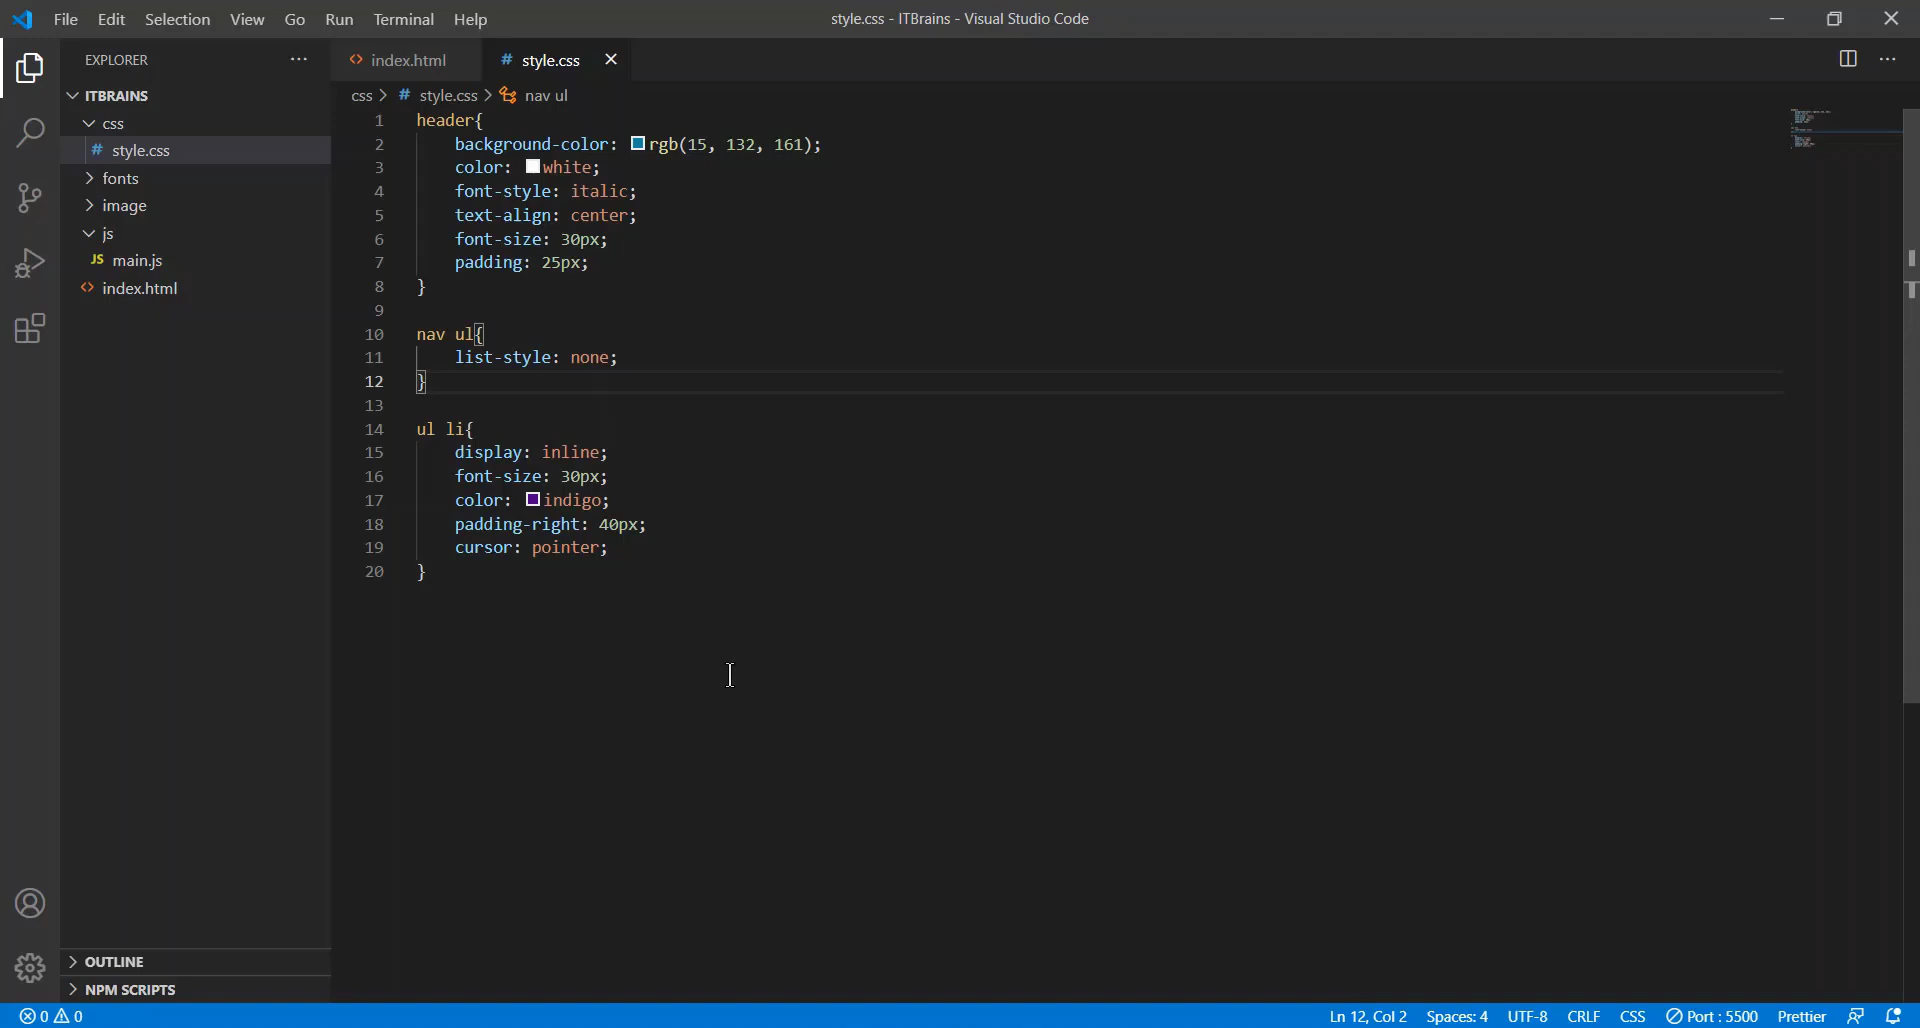 File Edit Selection View Go Run Terminal Help
style.css - ITBrains - Visual Studio Code
EXPLORER
ITBRAINS
css
# style.css
fonts
image
js
JS main.js
<> index.html
OUTLINE
NPM SCRIPTS
<> index.html
# style.css
css > # style.css > nav ul
1 header{
2     background-color: rgb(15, 132, 161);
3     color: white;
4     font-style: italic;
5     text-align: center;
6     font-size: 30px;
7     padding: 25px;
8 }
9
10 nav ul{
11     list-style: none;
12 }
13
14 ul li{
15     display: inline;
16     font-size: 30px;
17     color: indigo;
18     padding-right: 40px;
19     cursor: pointer;
20 }
0 0
Ln 12, Col 2 Spaces: 4 UTF-8 CRLF CSS Port : 5500 Prettier